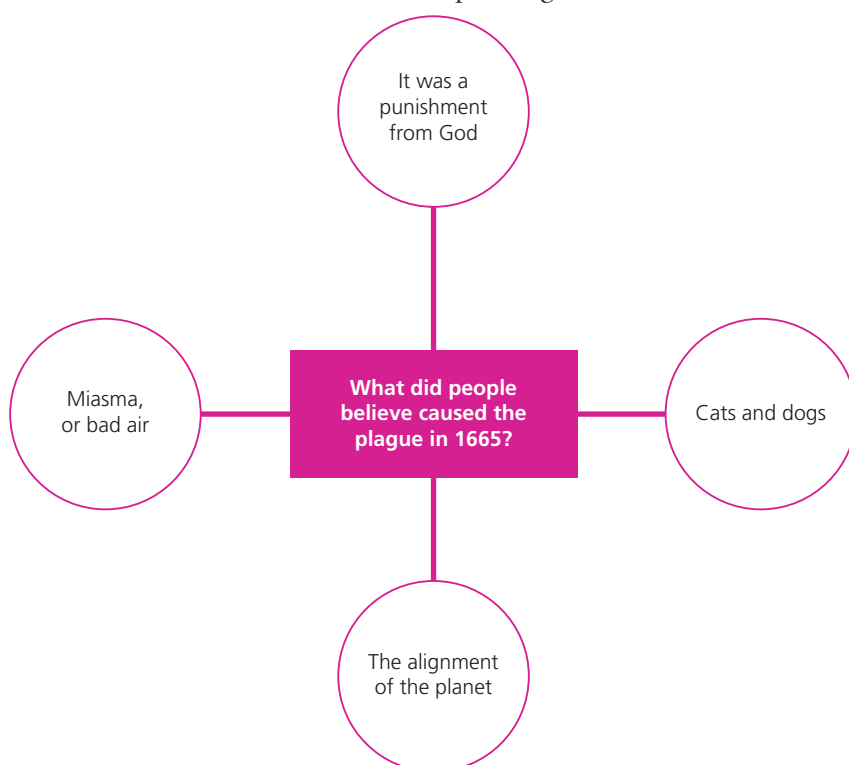 It was a
punishment
from God
Miasma,
or bad air
What did people
believe caused the
plague in 1665?
Cats and dogs
The alignment
of the planet